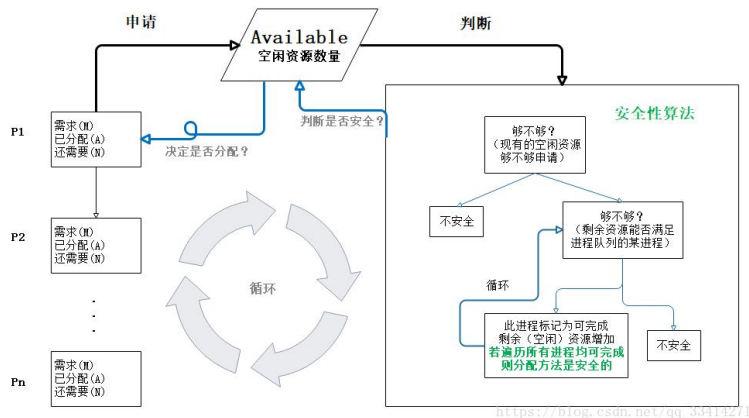 申请
Available
空闲资源数量
判断
P1
需求(M)
已分配(A)
还需要(N)
决定是否分配？
判断是否安全？
安全性算法
够不够？
（现有的空闲资源
够不够申请）
不安全
够不够？
（剩余资源能否满足
进程队列的某进程）
P2
需求(M)
已分配(A)
还需要(N)
循环
循环
此进程标记为可完成
剩余（空闲）资源增加
若遍历所有进程均可完成
则分配方法是安全的
不安全
Pn
需求(M)
已分配(A)
还需要(N)
https://blog.csdn.net/qq_33414271